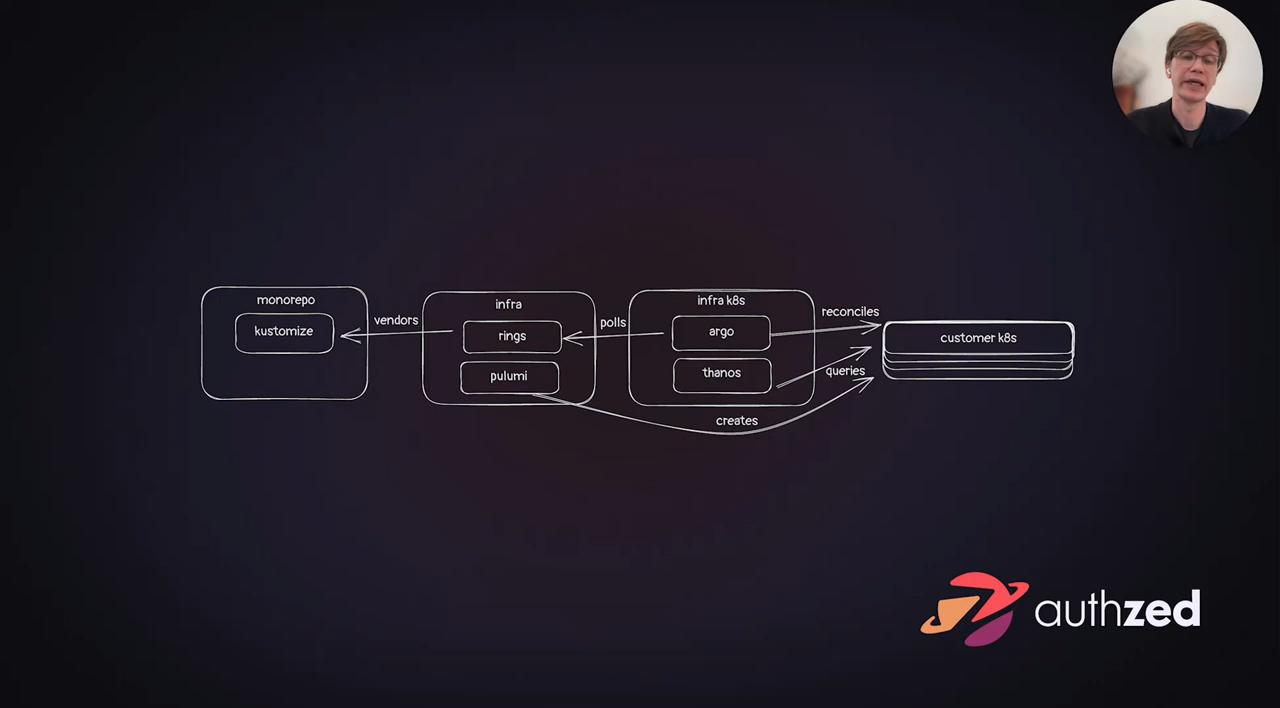 monorepo
kustomize
vendors
infra
rings
pulumi
polls
infra k8s
argo
thanos
reconciles
queries
creates
customer k8s
authzed